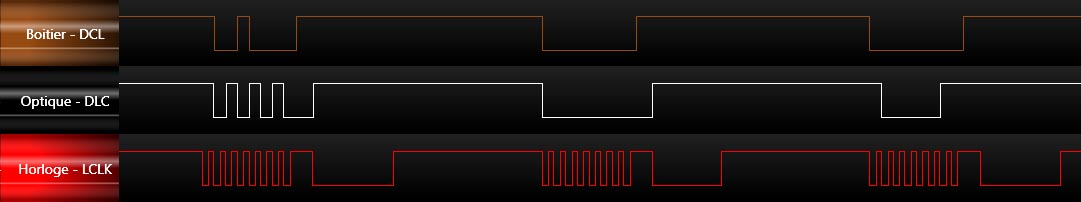 Boitier - DCL
Optique - DLC
Horloge - LCLK